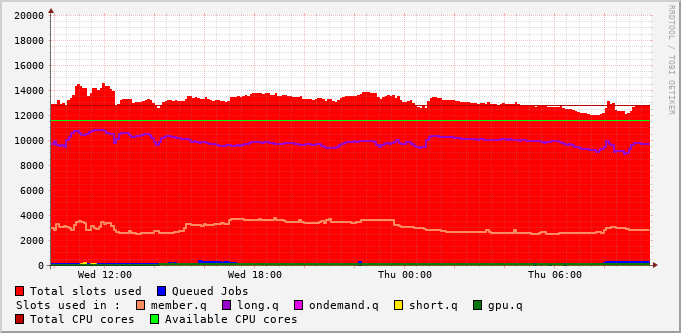 20000
18000
16000
14000
12000
10000
8000
6000
4000
2000
0
Wed 12:00 Wed 18:00 Thu 00:00 Thu 06:00
Total slots used Queued Jobs
Slots used in : member.q long.q ondemand.q short.q gpu.q
Total CPU cores Available CPU cores
RRDTOOL / TOBI OETIKER